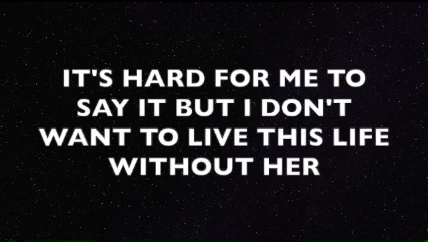 IT'S HARD FOR ME TO
SAY IT BUT I DON'T
WANT TO LIVE THIS LIFE
WITHOUT HER